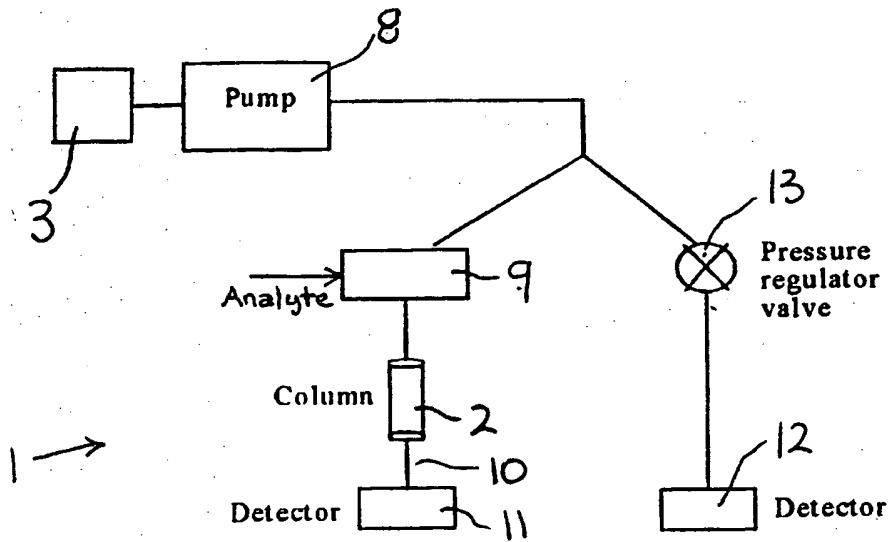 8
Pump
3
13
Pressure
regulator
valve
9
Analyte
Column
2
12
1
10
Detector
11
Detector